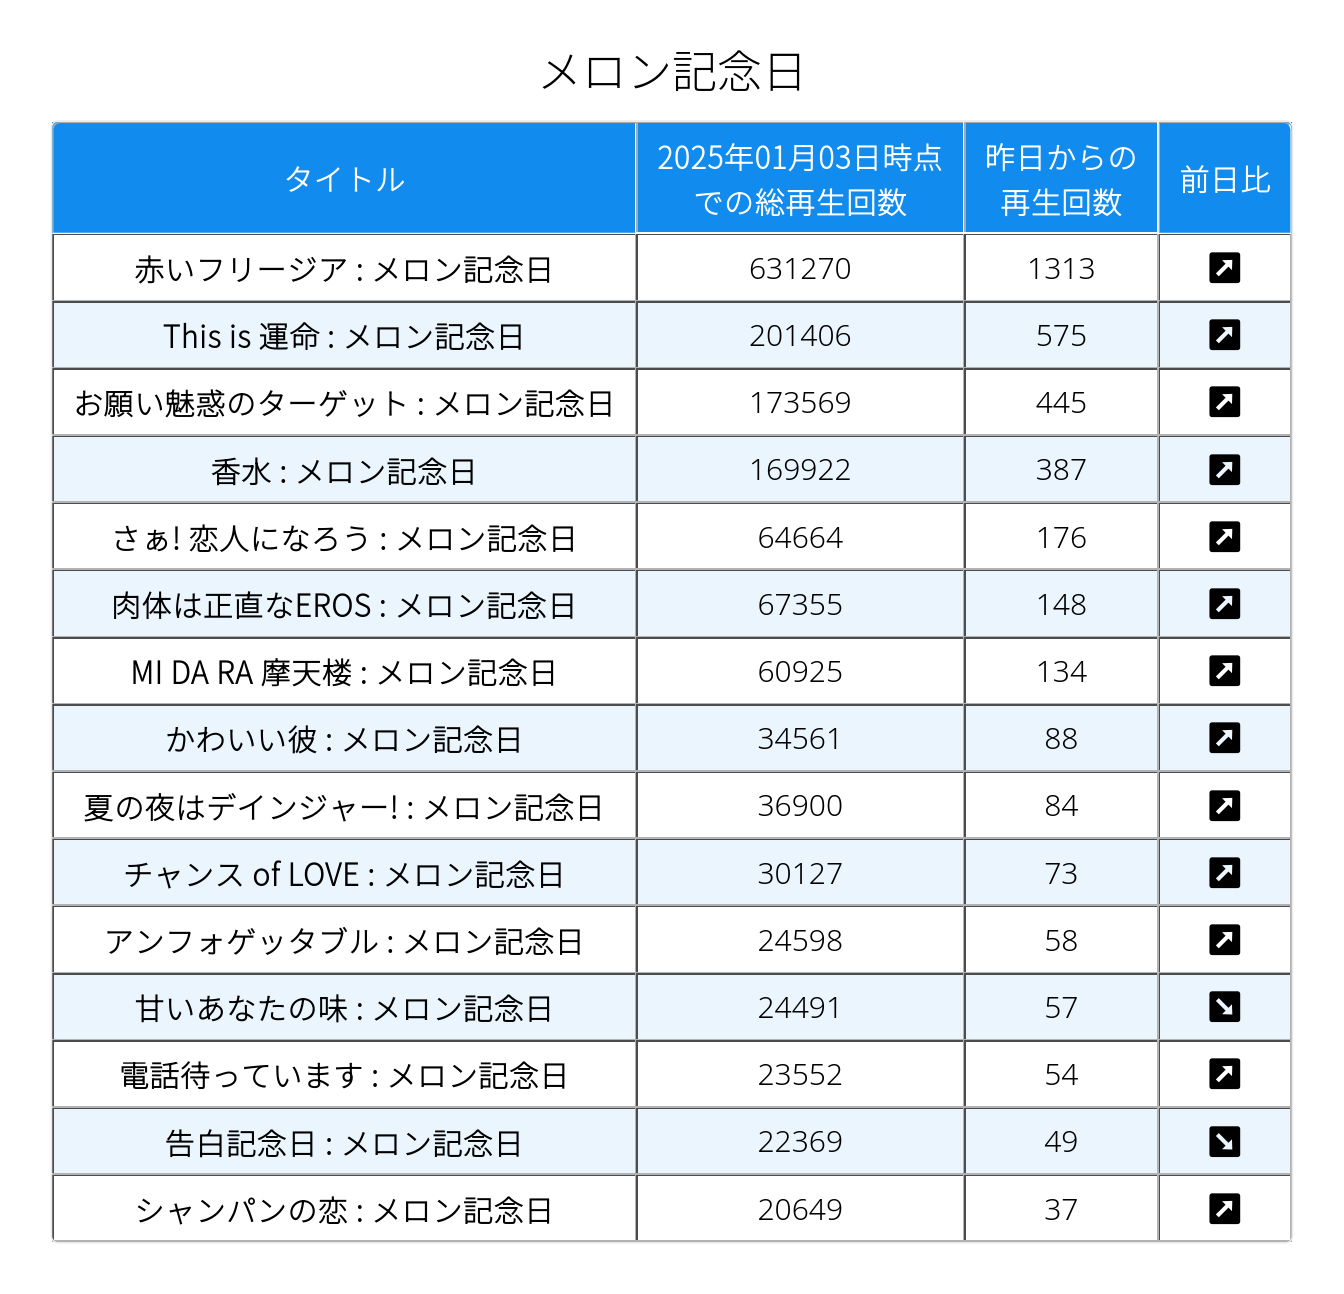 メロン記念日
タイトル 2025年01月03日時点での総再生回数 昨日からの再生回数 前日比
赤いフリージア : メロン記念日 631270 1313
This is 運命 : メロン記念日 201406 575
お願い魅惑のターゲット : メロン記念日 173569 445
香水 : メロン記念日 169922 387
さぁ! 恋人になろう : メロン記念日 64664 176
肉体は正直なEROS : メロン記念日 67355 148
MI DA RA 摩天楼 : メロン記念日 60925 134
かわいい彼 : メロン記念日 34561 88
夏の夜はデインジャー! : メロン記念日 36900 84
チャンス of LOVE : メロン記念日 30127 73
アンフォゲッタブル : メロン記念日 24598 58
甘いあなたの味 : メロン記念日 24491 57
電話待っています : メロン記念日 23552 54
告白記念日 : メロン記念日 22369 49
シャンパンの恋 : メロン記念日 20649 37